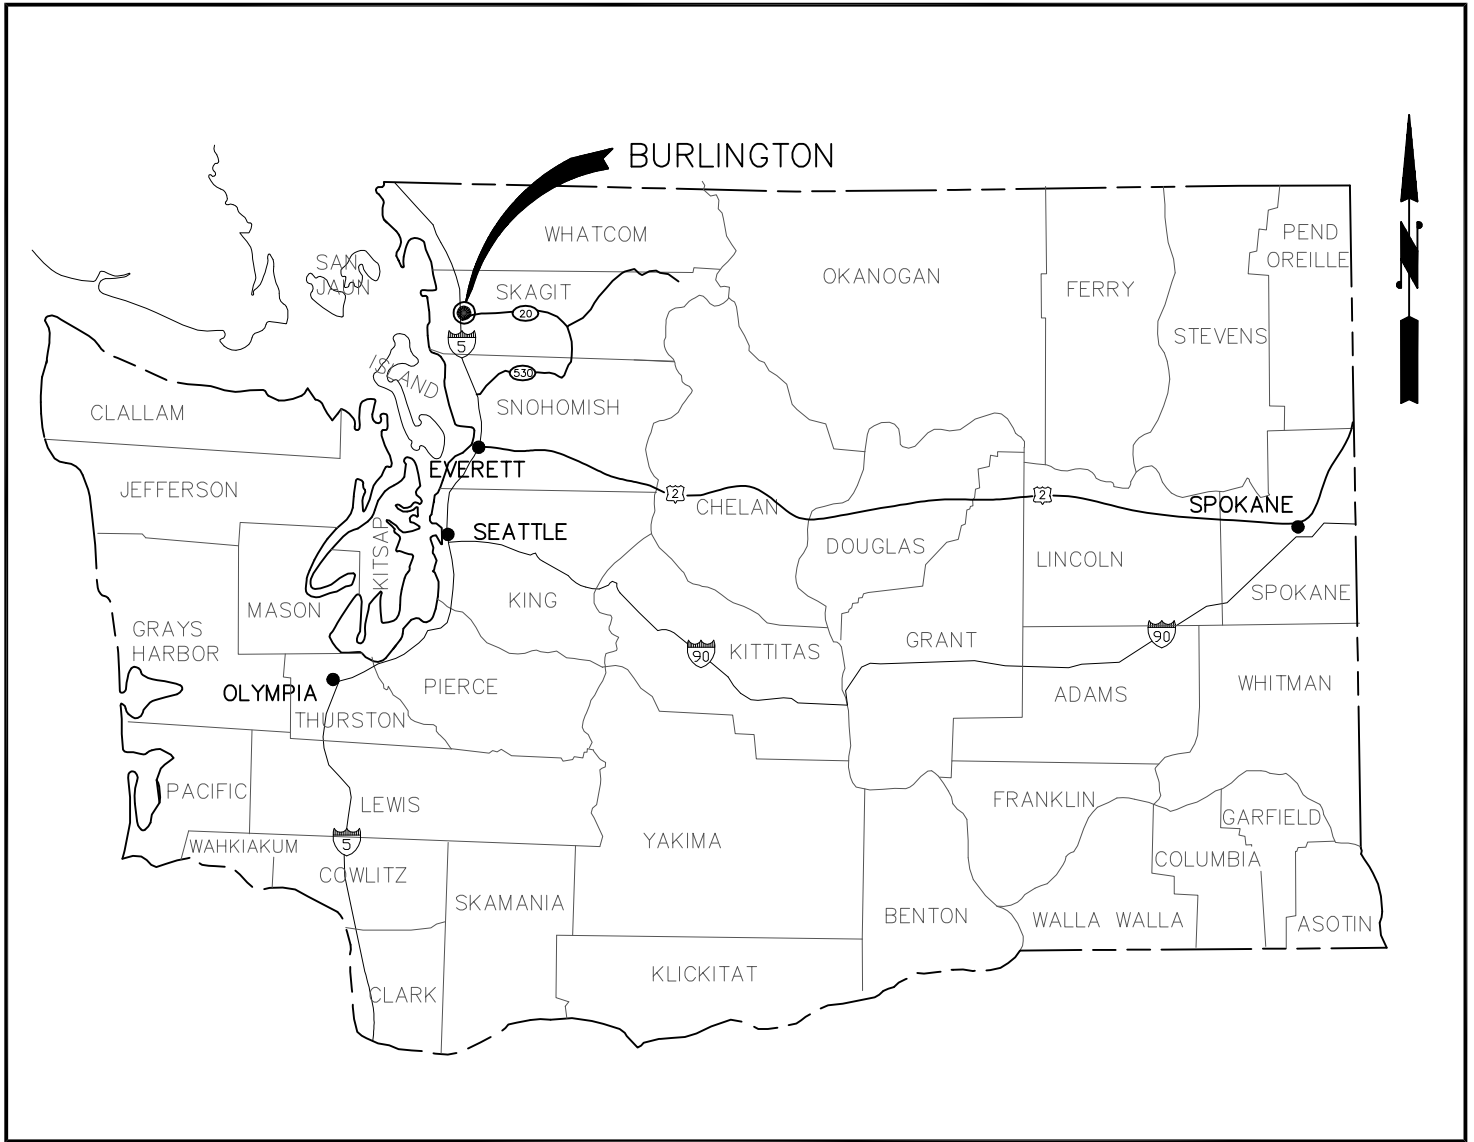 BURLINGTON
WHATCOM
PEND
OREILLE
SAN
JAUN
OKANOGAN
SKAGIT
FERRY
20
N
5
STEVENS
ISLAND
530
CLALLAM
SNOHOMISH
EVERETT
JEFFERSON
2
CHELAN
2
SPOKANE
SEATTLE
KITSAP
DOUGLAS
LINCOLN
KING
MASON
SPOKANE
GRAYS
HARBOR
90
KITTITAS
GRANT
90
OLYMPIA
PIERCE
ADAMS
WHITMAN
THURSTON
PACIFIC
LEWIS
FRANKLIN
GARFIELD
5
WAHKIAKUM
YAKIMA
COLUMBIA
COWLITZ
SKAMANIA
BENTON
WALLA WALLA
ASOTIN
KLICKITAT
CLARK